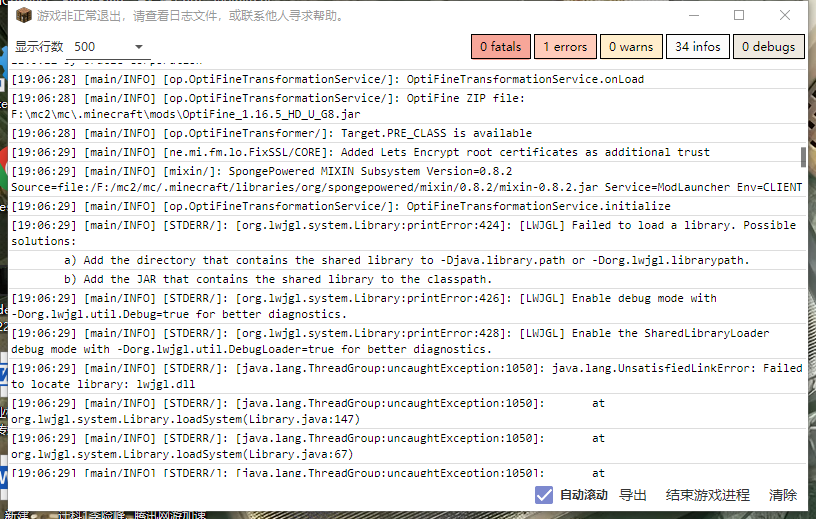 游戏非正常退出，请查看日志文件，或联系他人寻求帮助。
显示行数 500 0 fatals 1 errors 0 warns 34 infos 0 debugs
[19:06:28] [main/INFO] [op.OptiFineTransformationService/]: OptiFineTransformationService.onLoad
[19:06:28] [main/INFO] [op.OptiFineTransformationService/]: OptiFine ZIP file:
F:\mc2\mc\.minecraft\mods\OptiFine_1.16.5_HD_U_G8.jar
[19:06:28] [main/INFO] [op.OptiFineTransformer/]: Target.PRE_CLASS is available
[19:06:29] [main/INFO] [ne.mi.fm.lo.FixSSL/CORE]: Added Lets Encrypt root certificates as additional trust
[19:06:29] [main/INFO] [mixin/]: SpongePowered MIXIN Subsystem Version=0.8.2
Source=file:/F:/mc2/mc/.minecraft/libraries/org/spongepowered/mixin/0.8.2/mixin-0.8.2.jar Service=ModLauncher Env=CLIENT
[19:06:29] [main/INFO] [op.OptiFineTransformationService/]: OptiFineTransformationService.initialize
[19:06:29] [main/INFO] [STDERR/]: [org.lwjgl.system.Library:printError:424]: [LWJGL] Failed to load a library. Possible
solutions:
a) Add the directory that contains the shared library to -Djava.library.path or -Dorg.lwjgl.librarypath.
b) Add the JAR that contains the shared library to the classpath.
[19:06:29] [main/INFO] [STDERR/]: [org.lwjgl.system.Library:printError:426]: [LWJGL] Enable debug mode with
-Dorg.lwjgl.util.Debug=true for better diagnostics.
[19:06:29] [main/INFO] [STDERR/]: [org.lwjgl.system.Library:printError:428]: [LWJGL] Enable the SharedLibraryLoader
debug mode with -Dorg.lwjgl.util.DebugLoader=true for better diagnostics.
[19:06:29] [main/INFO] [STDERR/]: [java.lang.ThreadGroup:uncaughtException:1050]: java.lang.UnsatisfiedLinkError: Failed
to locate library: lwjgl.dll
[19:06:29] [main/INFO] [STDERR/]: [java.lang.ThreadGroup:uncaughtException:1050]: at
org.lwjgl.system.Library.loadSystem(Library.java:147)
[19:06:29] [main/INFO] [STDERR/]: [java.lang.ThreadGroup:uncaughtException:1050]: at
org.lwjgl.system.Library.loadSystem(Library.java:67)
[19:06:29] [main/INFO] [STDERR/]: [java.lang.ThreadGroup:uncaughtException:1050]: at
自动滚动 导出 结束游戏进程 清除